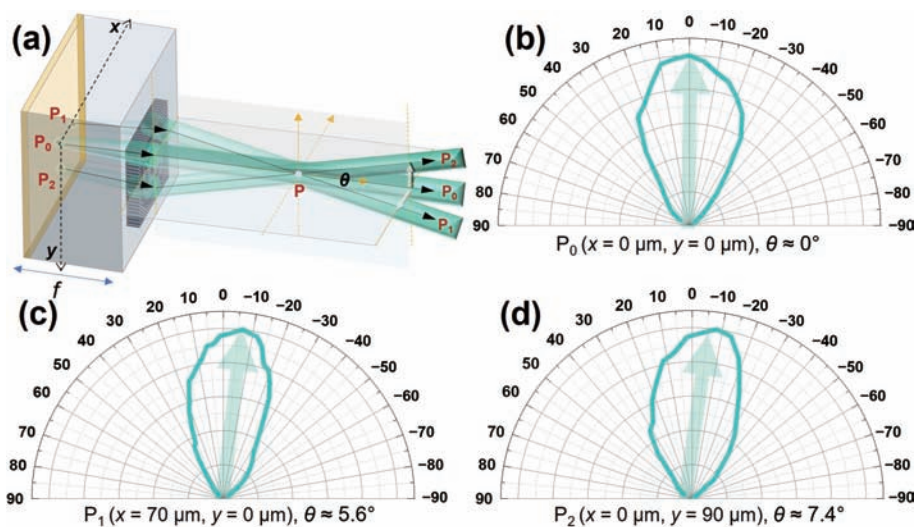 (a)
x
P1
P0
P2
y
f
P
θ
P2
P0
P1
(b)
90 80 70 60 50 40 30 20 10 0 −10 −20 −30 −40 −50 −60 −70 −80 −90
P0 (x = 0 μm, y = 0 μm), θ ≈ 0°
(c)
90 80 70 60 50 40 30 20 10 0 −10 −20 −30 −40 −50 −60 −70 −80 −90
P1 (x = 70 μm, y = 0 μm), θ ≈ 5.6°
(d)
90 80 70 60 50 40 30 20 10 0 −10 −20 −30 −40 −50 −60 −70 −80 −90
P2 (x = 0 μm, y = 90 μm), θ ≈ 7.4°